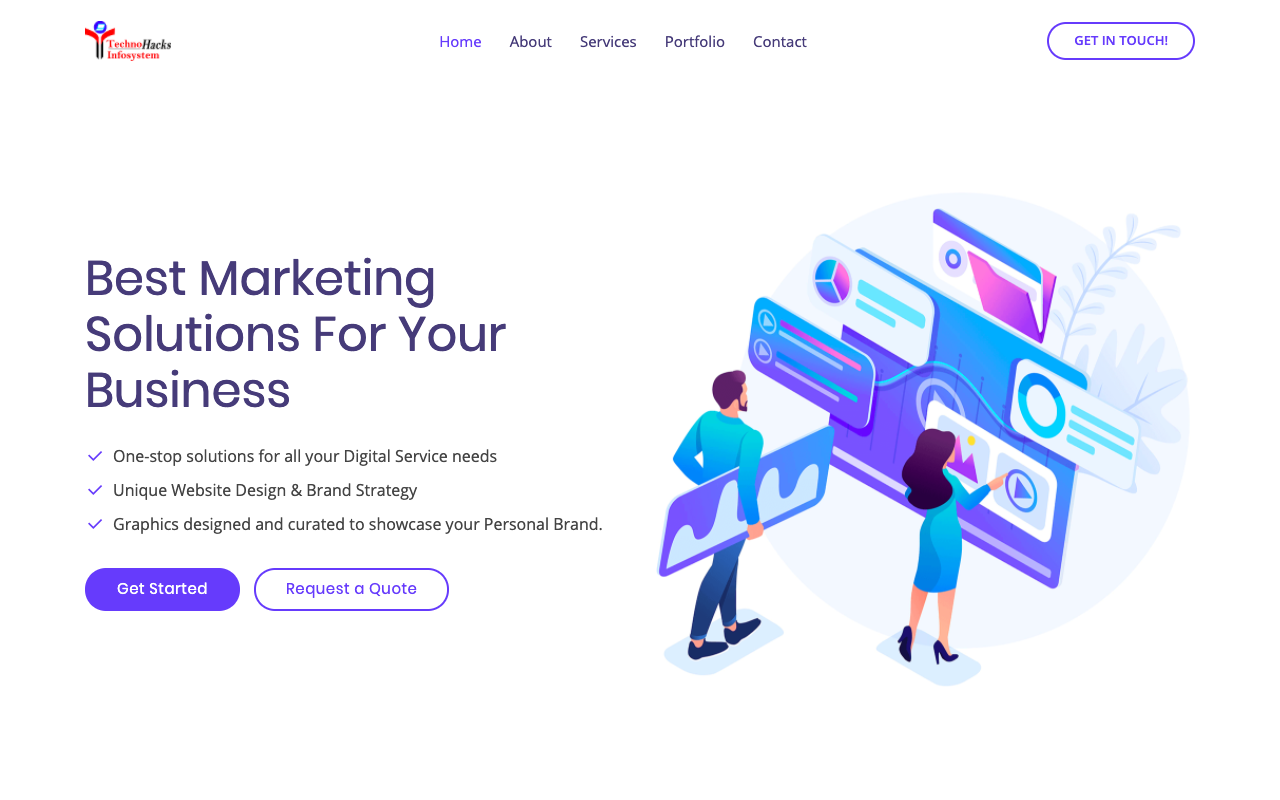 TechnoHacks
Infosystem
Home About Services Portfolio Contact
GET IN TOUCH!
Best Marketing
Solutions For Your
Business
One-stop solutions for all your Digital Service needs
Unique Website Design & Brand Strategy
Graphics designed and curated to showcase your Personal Brand.
Get Started
Request a Quote